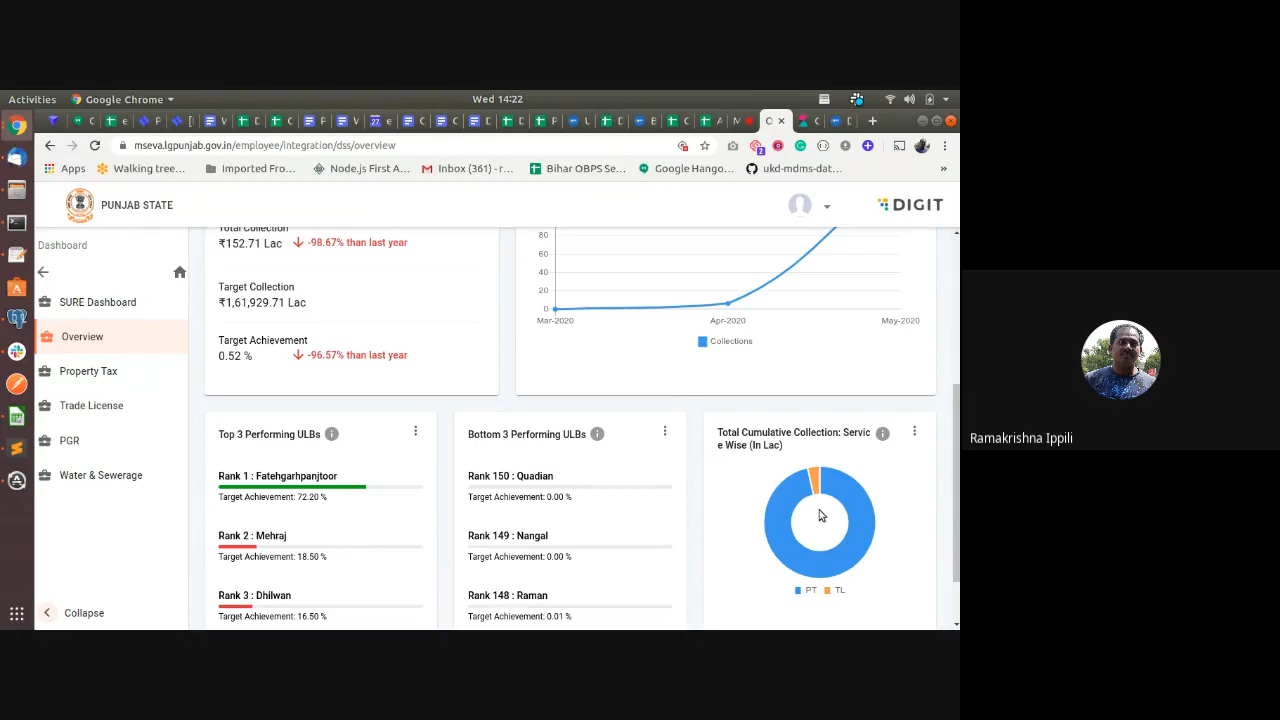 Activities Google Chrome Wed 14:22
mseva.lgpunjab.gov.in/employee/integration/dss/overview
Apps Walking tree... Imported Fro... Node.js First A... Inbox (361) - r... Bihar OBPS Se... Google Hango... ukd-mdms-dat... »
PUNJAB STATE
DIGIT
Dashboard
SURE Dashboard
Overview
Property Tax
Trade License
PGR
Water & Sewerage
Collapse
Total Collection
₹152.71 Lac -98.67% than last year
Target Collection
₹1,61,929.71 Lac
Target Achievement
0.52 % -96.57% than last year
80
60
40
20
0
Mar-2020 Apr-2020 May-2020
Collections
Top 3 Performing ULBs
Rank 1 : Fatehgarhpanjtoor
Target Achievement: 72.20 %
Rank 2 : Mehraj
Target Achievement: 18.50 %
Rank 3 : Dhilwan
Target Achievement: 16.50 %
Bottom 3 Performing ULBs
Rank 150 : Quadian
Target Achievement: 0.00 %
Rank 149 : Nangal
Target Achievement: 0.00 %
Rank 148 : Raman
Target Achievement: 0.01 %
Total Cumulative Collection: Servic
e Wise (In Lac)
PT TL
Ramakrishna Ippili